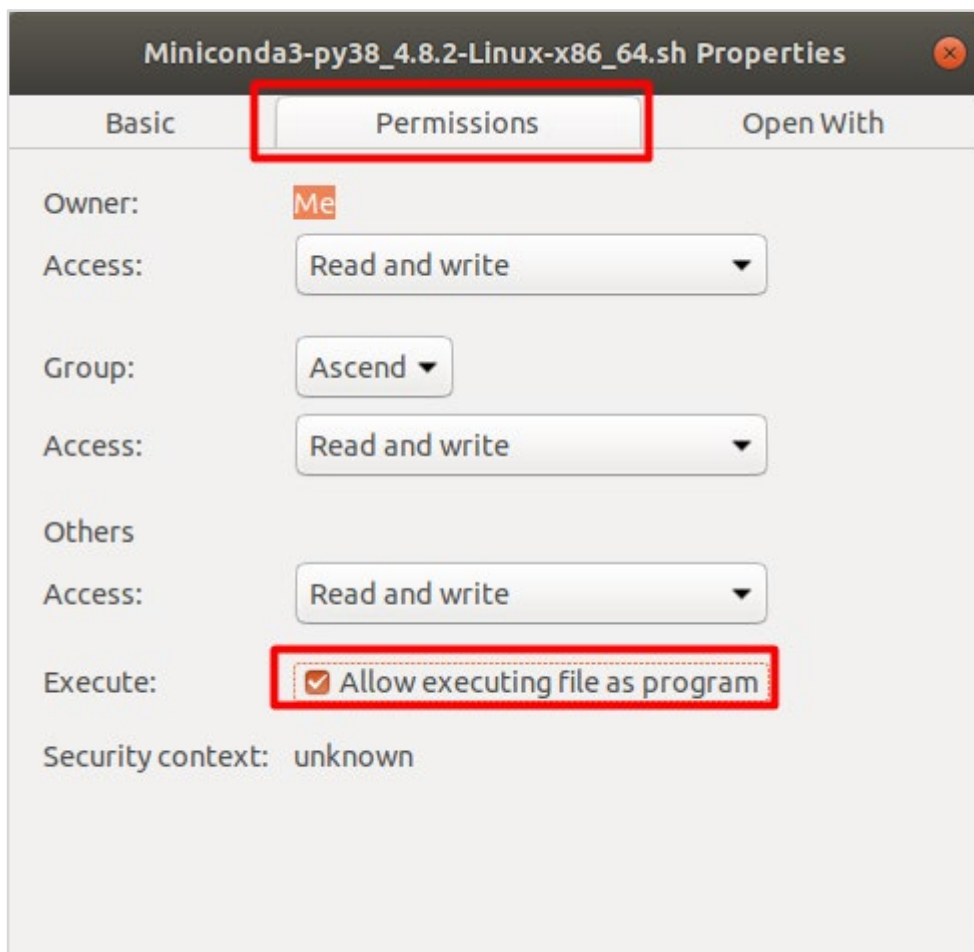 Miniconda3-py38_4.8.2-Linux-x86_64.sh Properties
Basic Permissions Open With
Owner: Me
Access: Read and write
Group: Ascend
Access: Read and write
Others
Access: Read and write
Execute: Allow executing file as program
Security context: unknown